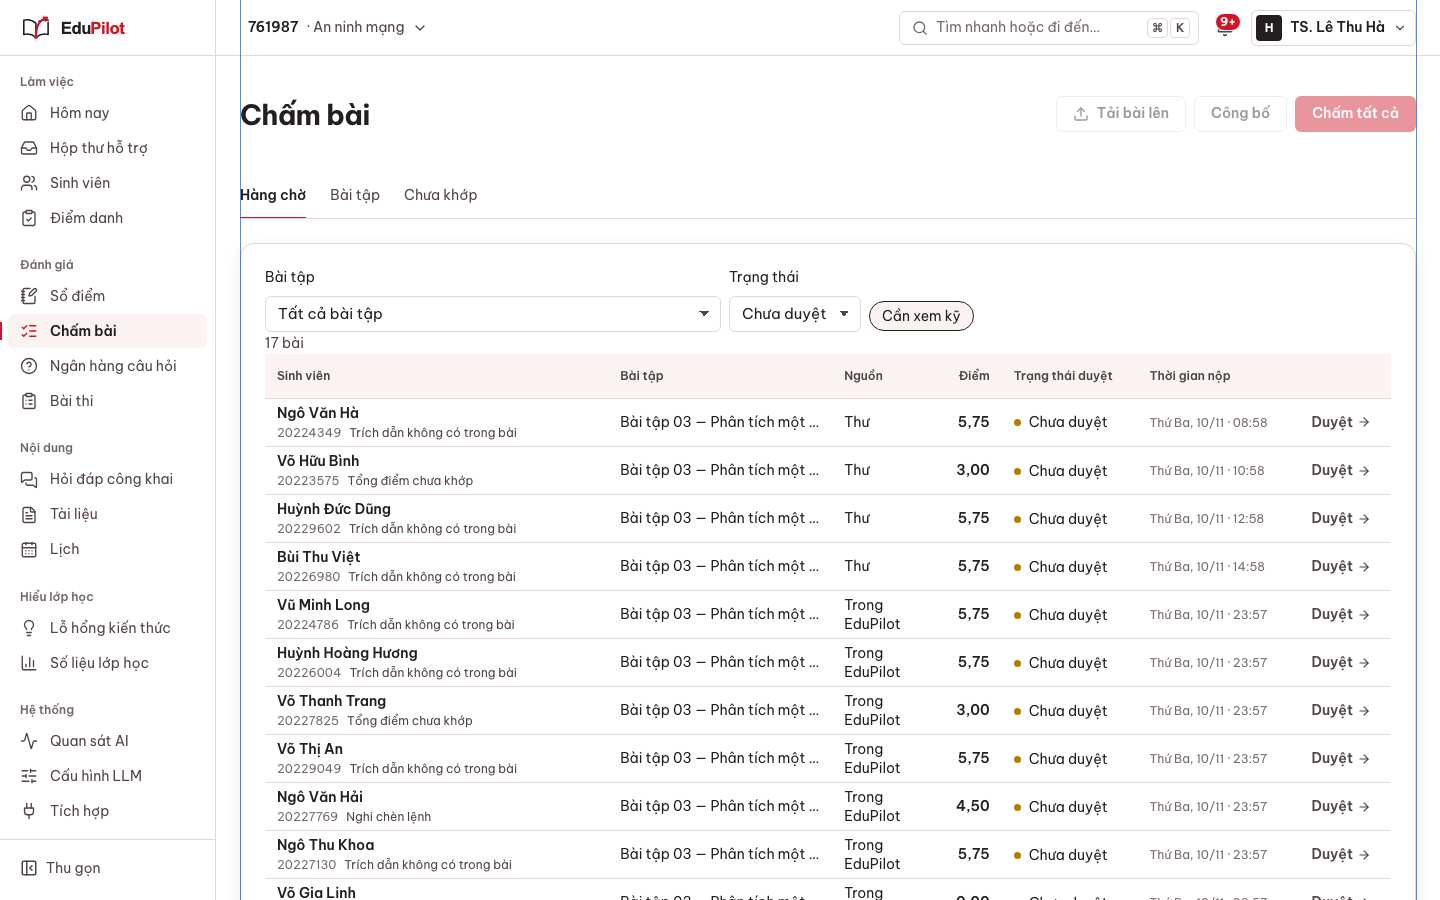 EduPilot
761987 · An ninh mạng
Tìm nhanh hoặc đi đến... ⌘ K
9+
H TS. Lê Thu Hà
Làm việc
Hôm nay
Hộp thư hỗ trợ
Sinh viên
Điểm danh
Đánh giá
Sổ điểm
Chấm bài
Ngân hàng câu hỏi
Bài thi
Nội dung
Hỏi đáp công khai
Tài liệu
Lịch
Hiểu lớp học
Lỗ hổng kiến thức
Số liệu lớp học
Hệ thống
Quan sát AI
Cấu hình LLM
Tích hợp
Thu gọn
Chấm bài
Tải bài lên
Công bố
Chấm tất cả
Hàng chờ Bài tập Chưa khớp
Bài tập Trạng thái
Tất cả bài tập Chưa duyệt Cần xem kỹ
17 bài
Sinh viên Bài tập Nguồn Điểm Trạng thái duyệt Thời gian nộp
Ngô Văn Hà
20224349 Trích dẫn không có trong bài
Bài tập 03 — Phân tích một ... Thư 5,75 Chưa duyệt Thứ Ba, 10/11 · 08:58 Duyệt →
Võ Hữu Bình
20223575 Tổng điểm chưa khớp
Bài tập 03 — Phân tích một ... Thư 3,00 Chưa duyệt Thứ Ba, 10/11 · 10:58 Duyệt →
Huỳnh Đức Dũng
20229602 Trích dẫn không có trong bài
Bài tập 03 — Phân tích một ... Thư 5,75 Chưa duyệt Thứ Ba, 10/11 · 12:58 Duyệt →
Bùi Thu Việt
20226980 Trích dẫn không có trong bài
Bài tập 03 — Phân tích một ... Thư 5,75 Chưa duyệt Thứ Ba, 10/11 · 14:58 Duyệt →
Vũ Minh Long
20224786 Trích dẫn không có trong bài
Bài tập 03 — Phân tích một ... Trong EduPilot 5,75 Chưa duyệt Thứ Ba, 10/11 · 23:57 Duyệt →
Huỳnh Hoàng Hương
20226004 Trích dẫn không có trong bài
Bài tập 03 — Phân tích một ... Trong EduPilot 5,75 Chưa duyệt Thứ Ba, 10/11 · 23:57 Duyệt →
Võ Thanh Trang
20227825 Tổng điểm chưa khớp
Bài tập 03 — Phân tích một ... Trong EduPilot 3,00 Chưa duyệt Thứ Ba, 10/11 · 23:57 Duyệt →
Võ Thị An
20229049 Trích dẫn không có trong bài
Bài tập 03 — Phân tích một ... Trong EduPilot 5,75 Chưa duyệt Thứ Ba, 10/11 · 23:57 Duyệt →
Ngô Văn Hải
20227769 Nghi chèn lệnh
Bài tập 03 — Phân tích một ... Trong EduPilot 4,50 Chưa duyệt Thứ Ba, 10/11 · 23:57 Duyệt →
Ngô Thu Khoa
20227130 Trích dẫn không có trong bài
Bài tập 03 — Phân tích một ... Trong EduPilot 5,75 Chưa duyệt Thứ Ba, 10/11 · 23:57 Duyệt →
Võ Gia Linh
Trong